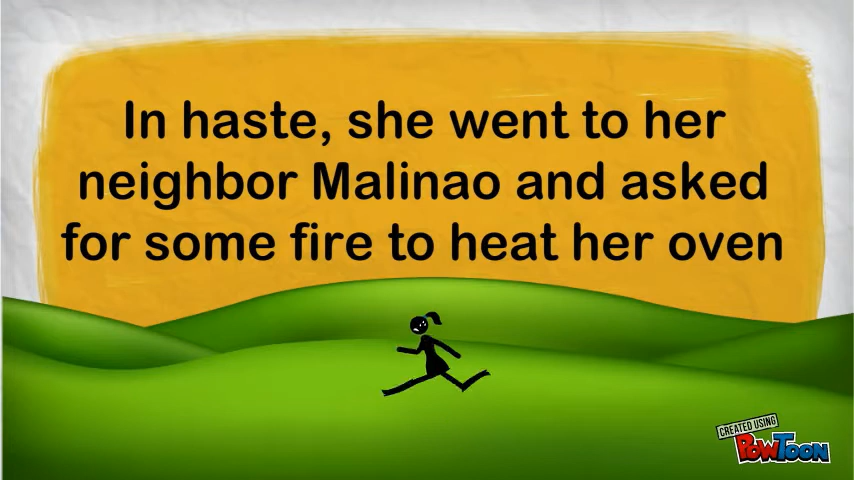 In haste, she went to her
neighbor Malinao and asked
for some fire to heat her oven
CREATED USING
POWTOON